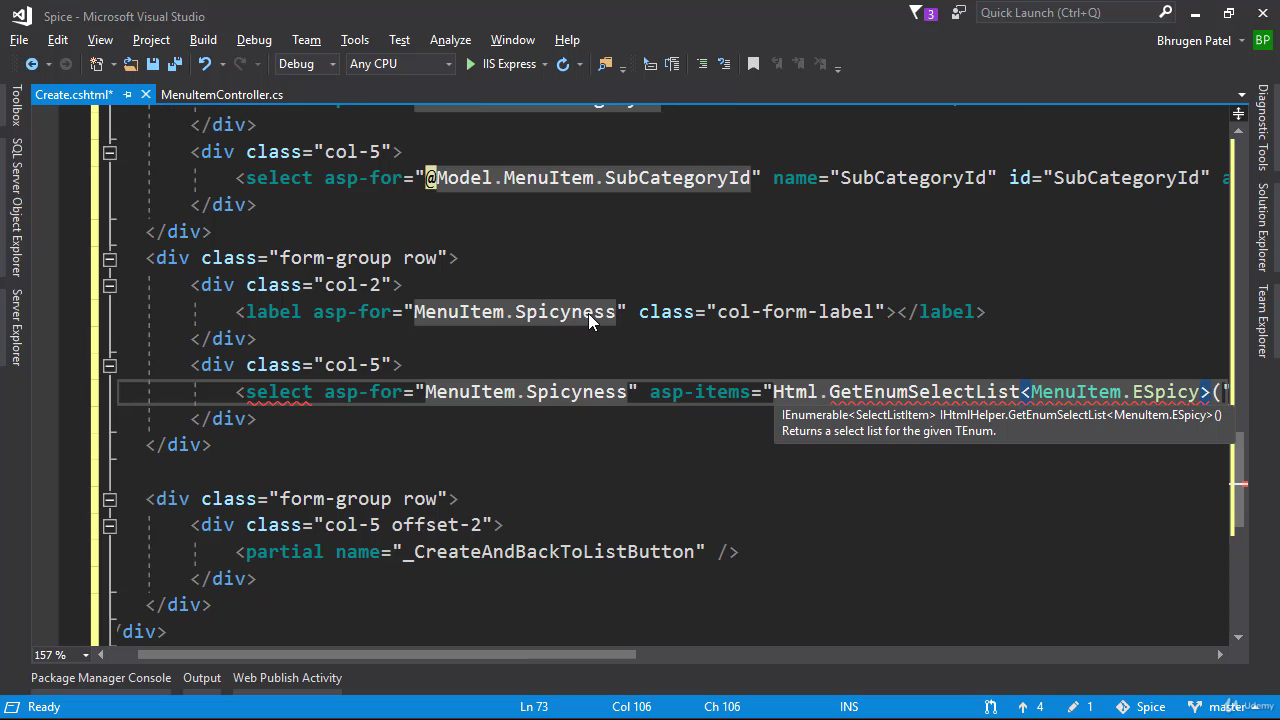 Spice - Microsoft Visual Studio
3
Quick Launch (Ctrl+Q)
File Edit View Project Build Debug Team Tools Test Analyze Window Help
Bhrugen Patel BP
Debug Any CPU IIS Express
Create.cshtml* MenuItemController.cs
Toolbox
SQL Server Object Explorer
Server Explorer
Diagnostic Tools
Solution Explorer
Team Explorer
</div>
<div class="col-5">
<select asp-for="@Model.MenuItem.SubCategoryId" name="SubCategoryId" id="SubCategoryId" a
</div>
</div>
<div class="form-group row">
<div class="col-2">
<label asp-for="MenuItem.Spicyness" class="col-form-label"></label>
</div>
<div class="col-5">
<select asp-for="MenuItem.Spicyness" asp-items="Html.GetEnumSelectList<MenuItem.ESpicy>("
IEnumerable<SelectListItem> IHtmlHelper.GetEnumSelectList<MenuItem.ESpicy>()
Returns a select list for the given TEnum.
</div>
</div>
<div class="form-group row">
<div class="col-5 offset-2">
<partial name="_CreateAndBackToListButton" />
</div>
</div>
/div>
157 %
Package Manager Console Output Web Publish Activity
Ready Ln 73 Col 106 Ch 106 INS 4 1 Spice master
Udemy